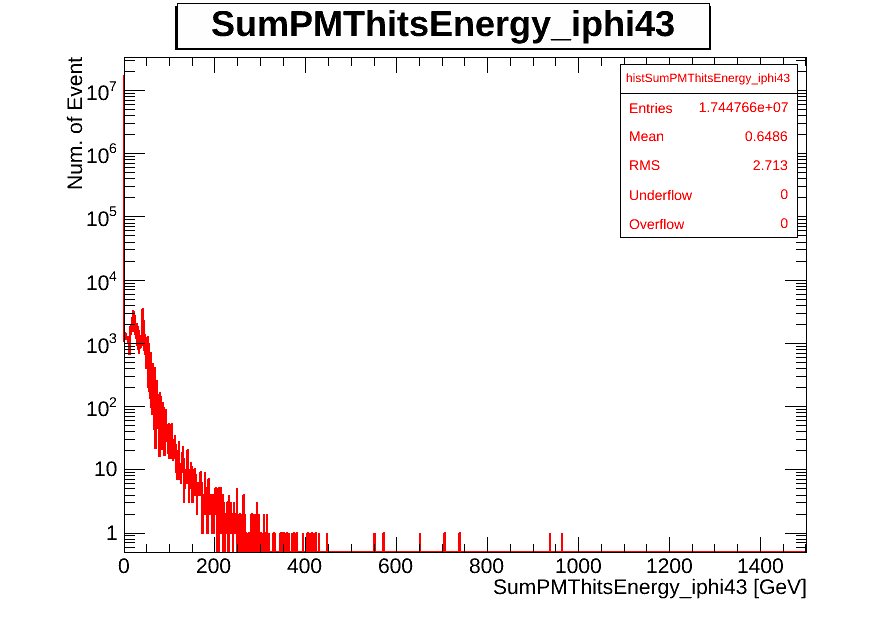 SumPMThitsEnergy_iphi43
Num. of Event
histSumPMThitsEnergy_iphi43
Entries 1.744766e+07
Mean 0.6486
RMS 2.713
Underflow 0
Overflow 0
10^7
10^6
10^5
10^4
10^3
10^2
10
1
0 200 400 600 800 1000 1200 1400
SumPMThitsEnergy_iphi43 [GeV]